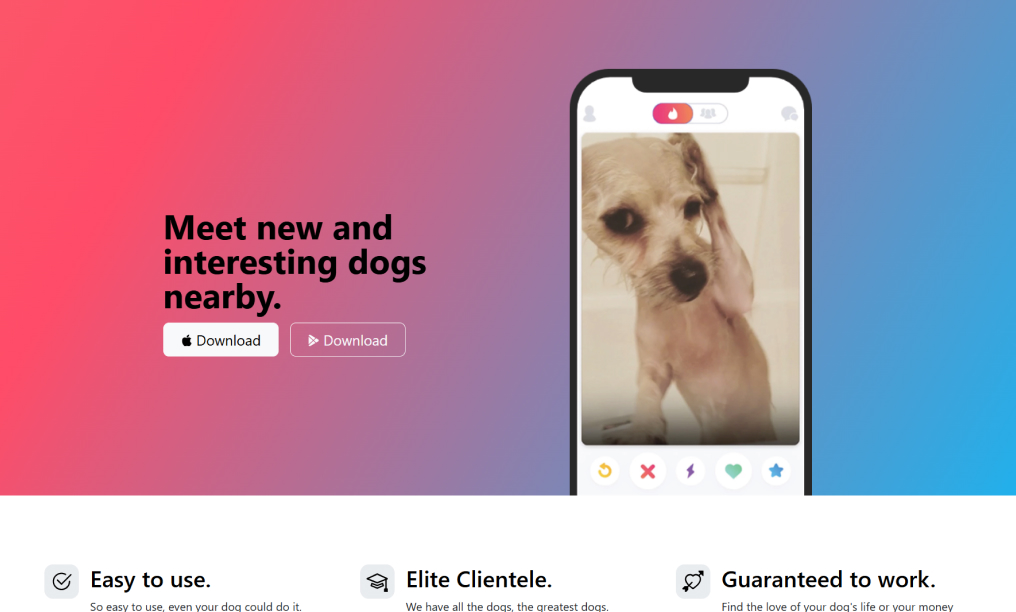 Meet new and
interesting dogs
nearby.
Download
Download
Easy to use.
So easy to use, even your dog could do it.
Elite Clientele.
We have all the dogs, the greatest dogs.
Guaranteed to work.
Find the love of your dog's life or your money